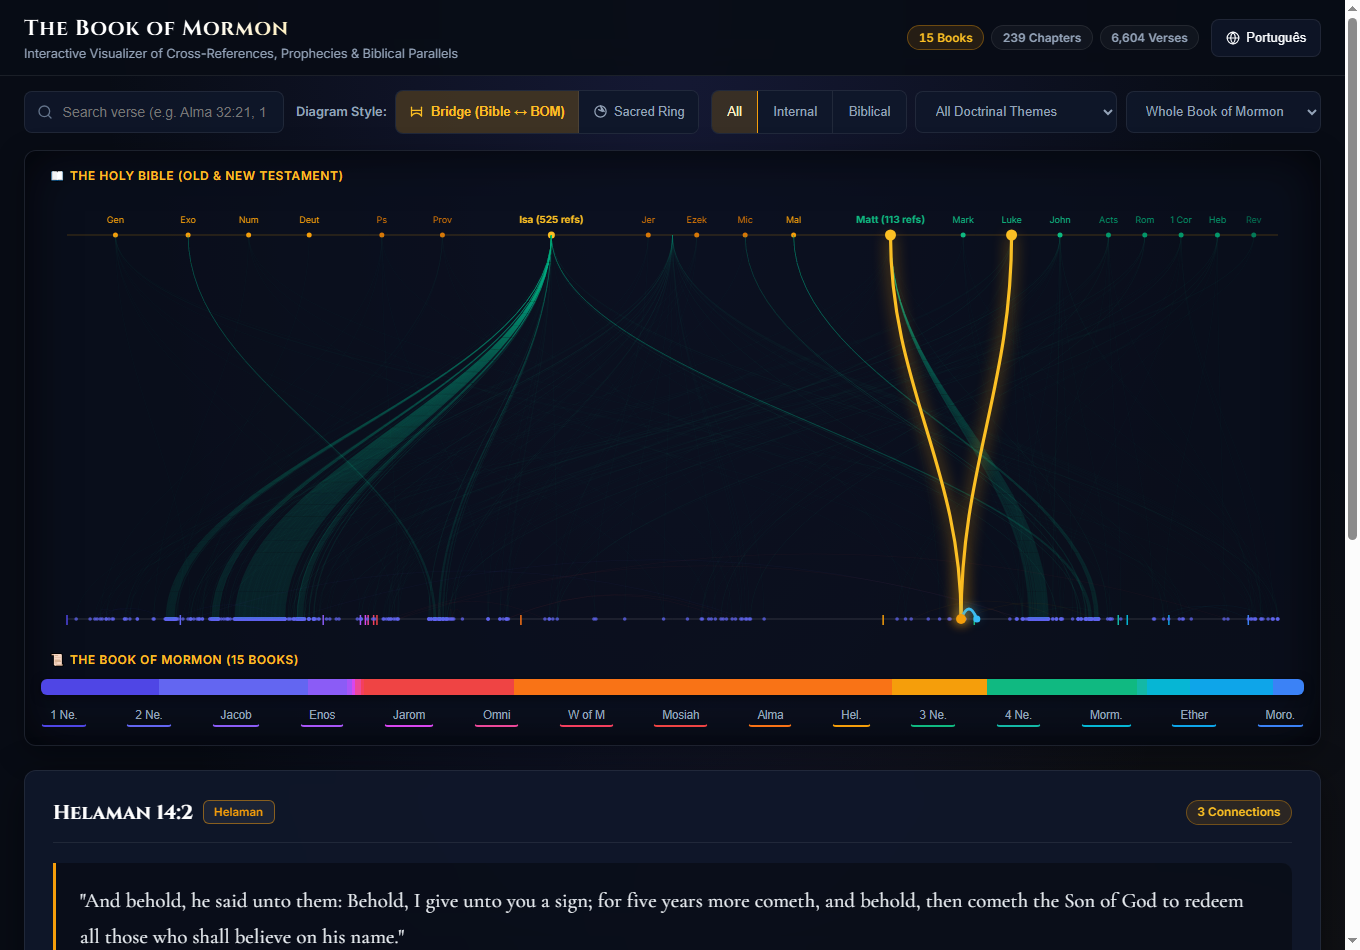 The Book of Mormon
Interactive Visualizer of Cross-References, Prophecies & Biblical Parallels
15 Books
239 Chapters
6,604 Verses
Português
Search verse (e.g. Alma 32:21, 1
Diagram Style:
Bridge (Bible ↔ BOM)
Sacred Ring
All
Internal
Biblical
All Doctrinal Themes
Whole Book of Mormon
THE HOLY BIBLE (OLD & NEW TESTAMENT)
Gen Exo Num Deut Ps Prov Isa (525 refs) Jer Ezek Mic Mal Matt (113 refs) Mark Luke John Acts Rom 1 Cor Heb Rev
THE BOOK OF MORMON (15 BOOKS)
1 Ne. 2 Ne. Jacob Enos Jarom Omni W of M Mosiah Alma Hel. 3 Ne. 4 Ne. Morm. Ether Moro.
Helaman 14:2
Helaman
3 Connections
"And behold, he said unto them: Behold, I give unto you a sign; for five years more cometh, and behold, then cometh the Son of God to redeem
all those who shall believe on his name."